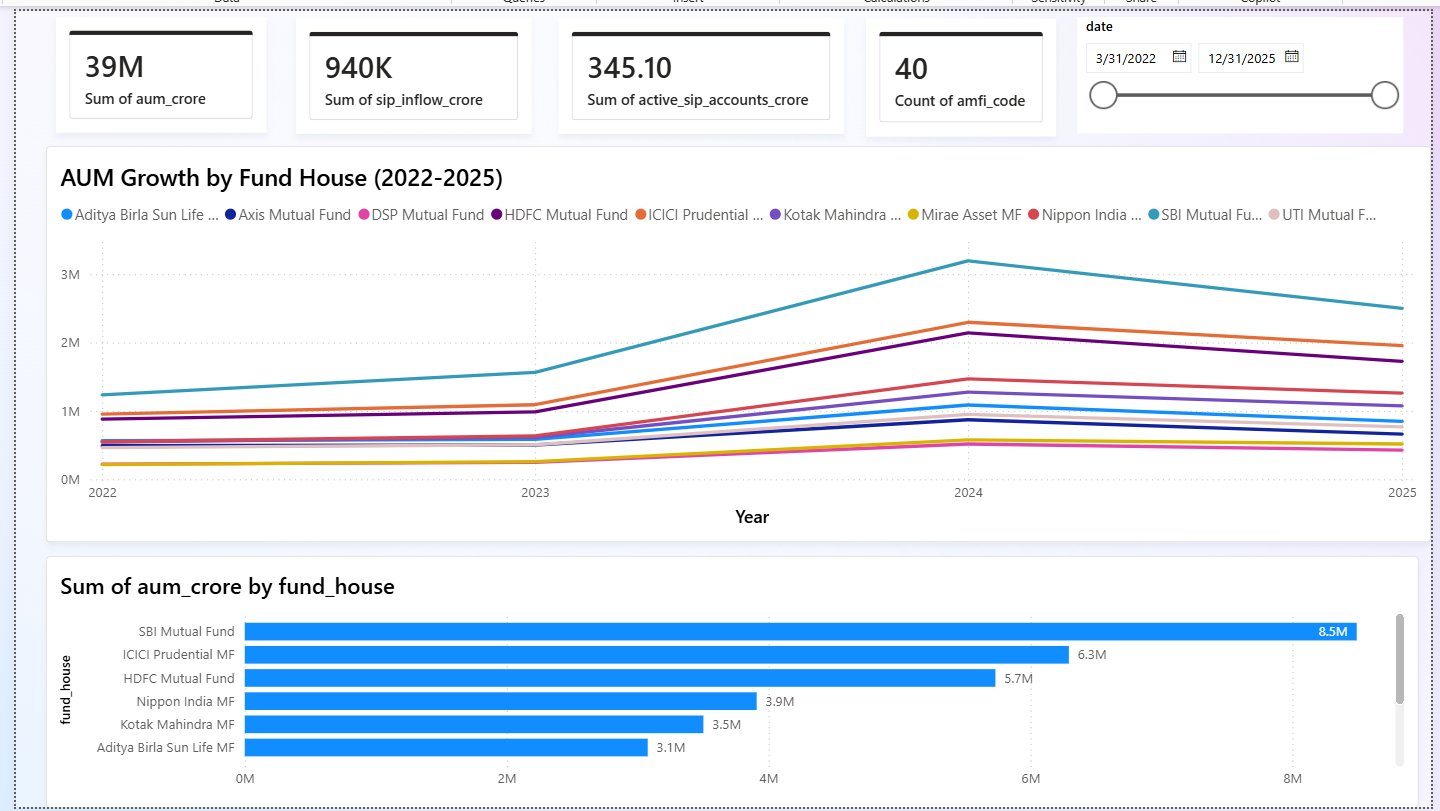 39M
Sum of aum_crore
940K
Sum of sip_inflow_crore
345.10
Sum of active_sip_accounts_crore
40
Count of amfi_code
date
3/31/2022
12/31/2025
AUM Growth by Fund House (2022-2025)
Aditya Birla Sun Life ... Axis Mutual Fund DSP Mutual Fund HDFC Mutual Fund ICICI Prudential ... Kotak Mahindra ... Mirae Asset MF Nippon India ... SBI Mutual Fu... UTI Mutual F...
3M
2M
1M
0M
2022 2023 2024 2025
Year
Sum of aum_crore by fund_house
fund_house
SBI Mutual Fund 8.5M
ICICI Prudential MF 6.3M
HDFC Mutual Fund 5.7M
Nippon India MF 3.9M
Kotak Mahindra MF 3.5M
Aditya Birla Sun Life MF 3.1M
0M 2M 4M 6M 8M